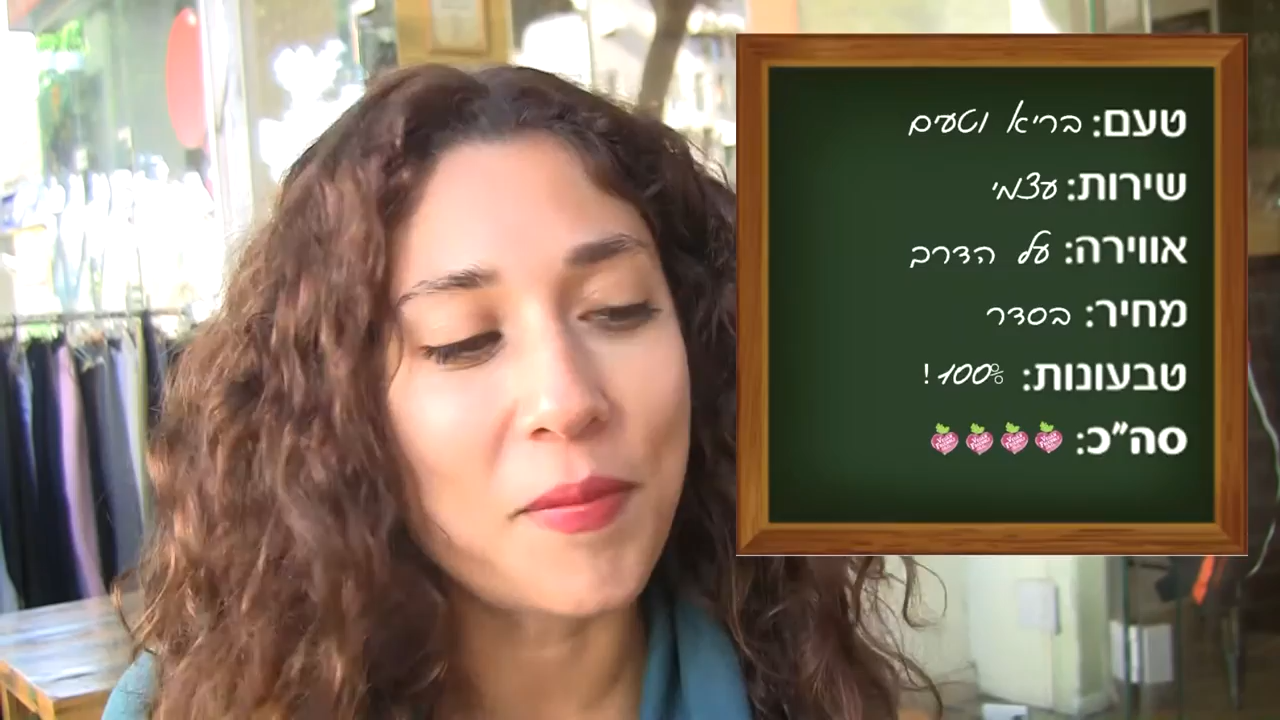 טעם: בריא וטעים
שירות: עצמי
אווירה: על הדרך
מחיר: בסדר
טבעונות: 100%!
סה"כ: